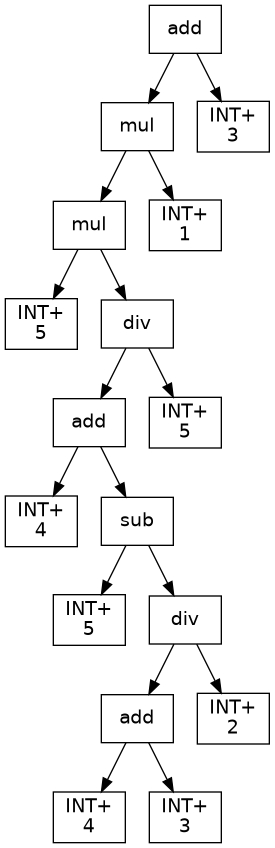 add
mul
INT+
3
mul
INT+
1
INT+
5
div
add
INT+
5
INT+
4
sub
INT+
5
div
add
INT+
2
INT+
4
INT+
3